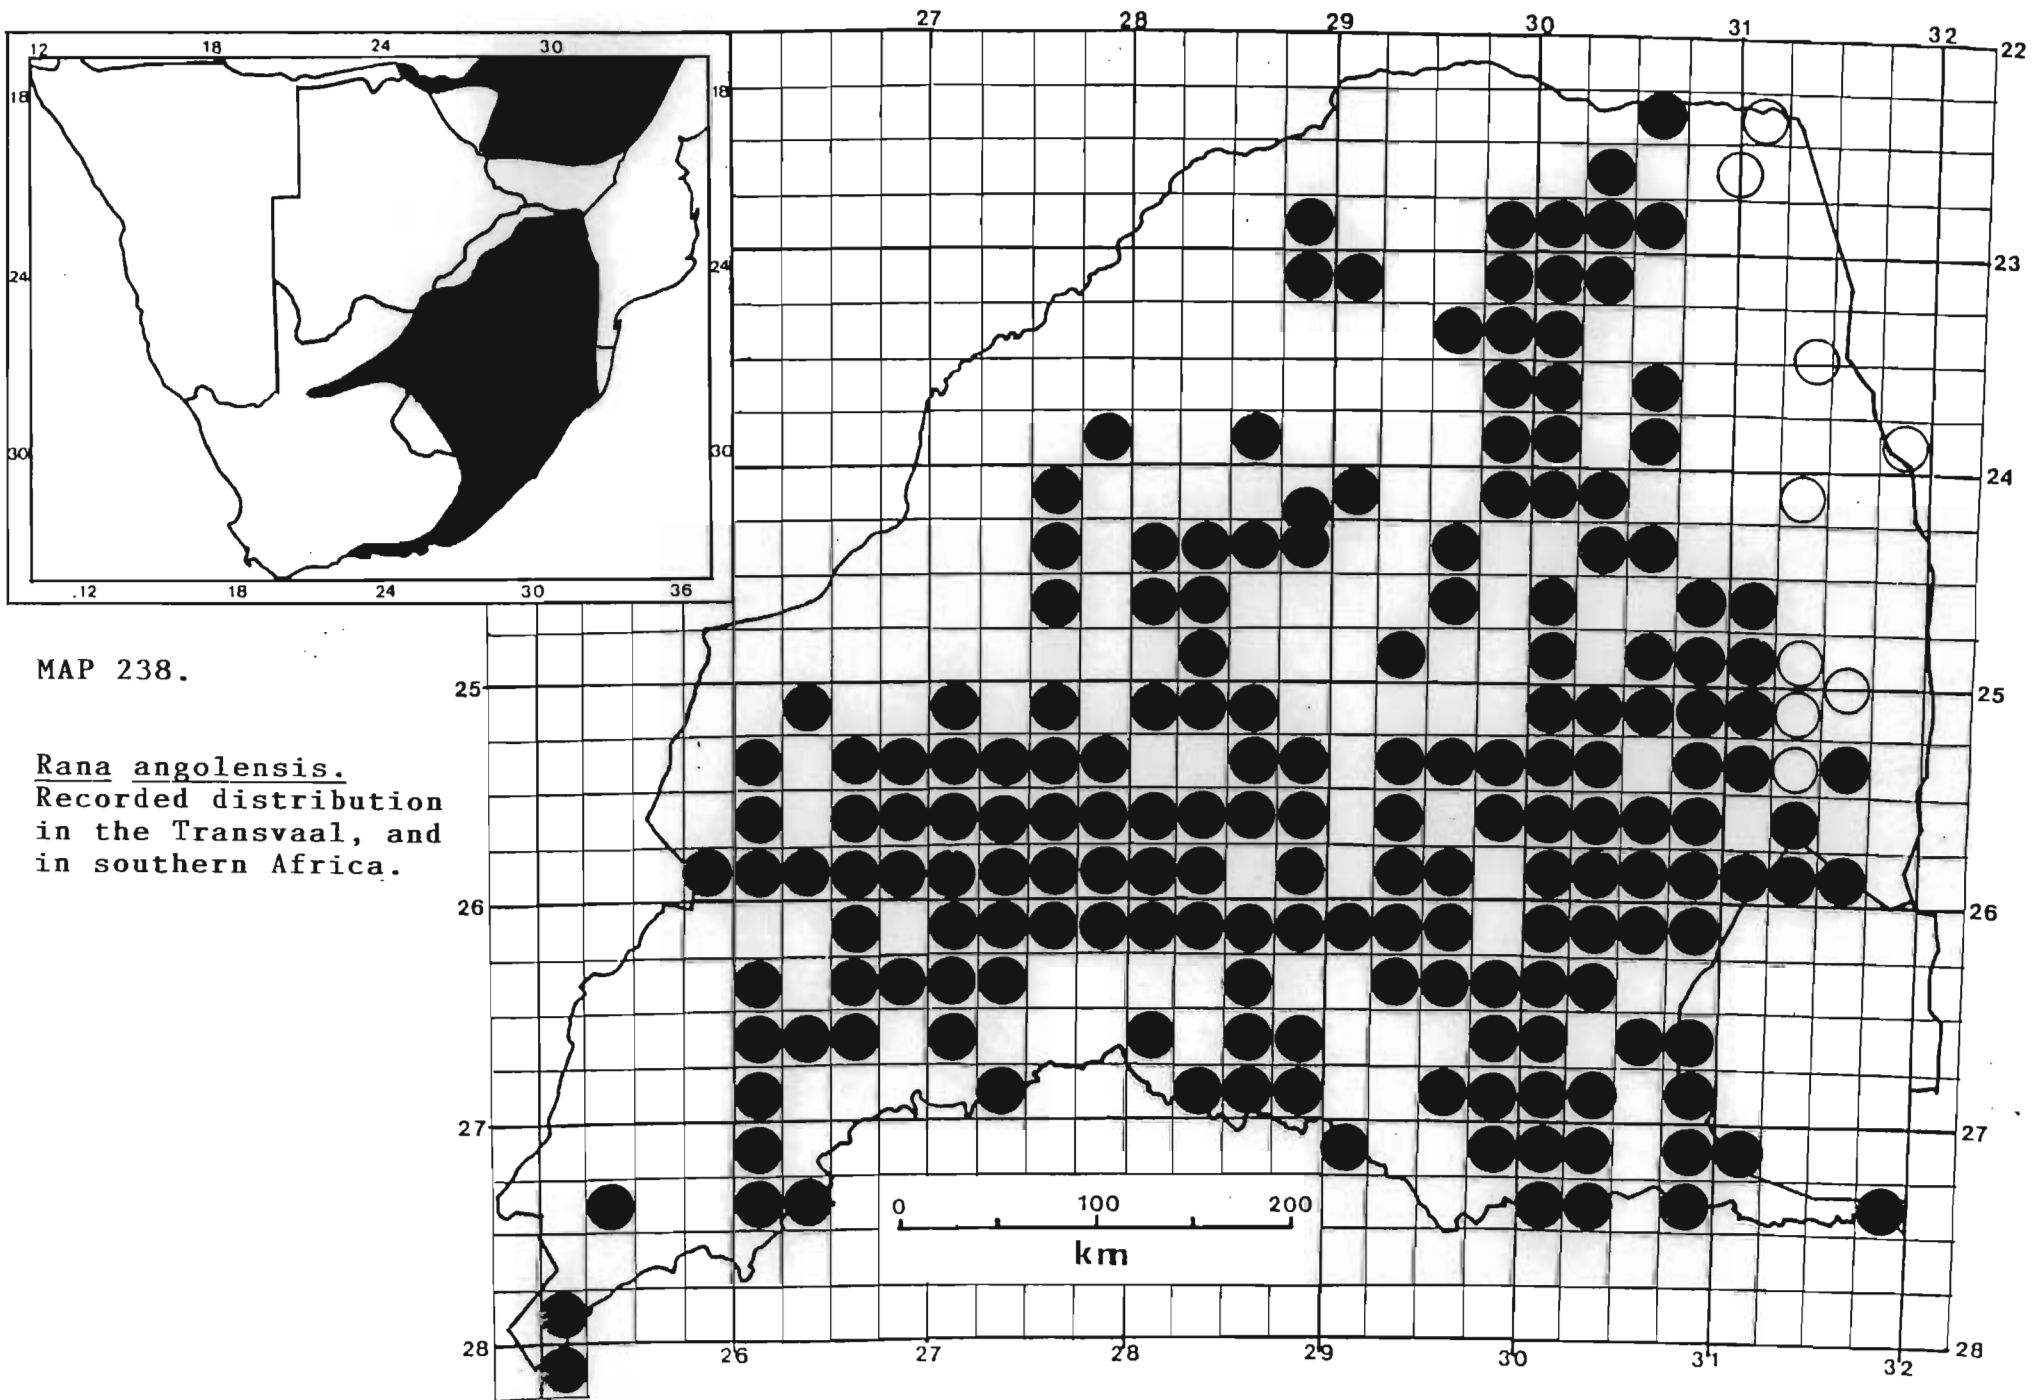 27 28 29 30 31 32
22
12 18 24 30
18 18
24 24
30 30
.12 18 24 30 36
23
24
MAP 238.
25 25
Rana angolensis.
Recorded distribution
in the Transvaal, and
in southern Africa.
26 26
27 27
0 100 200
km
28 28
26 27 28 29 30 31 32